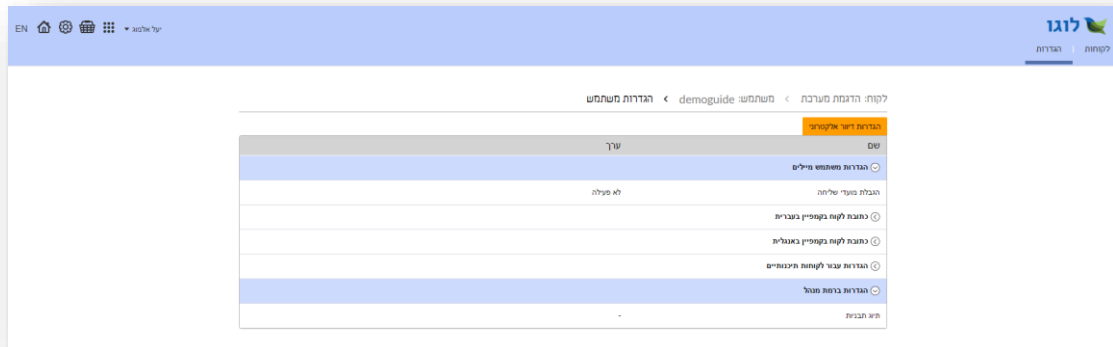 לוגו
EN
יעל אלמוג
לקוחות | הגדרות
לקוח: הדגמת מערכת > משתמש: demoguide > הגדרות משתמש
הגדרות דיוור אלקטרוני
שם ערך
הגדרות משתמש מיילים
הגבלת מועדי שליחה לא פעילה
כתובת לקוח בקמפיין בעברית
כתובת לקוח בקמפיין באנגלית
הגדרות עבור לקוחות תיכנותיים
הגדרות ברמת מנהל
תיוג תבניות -